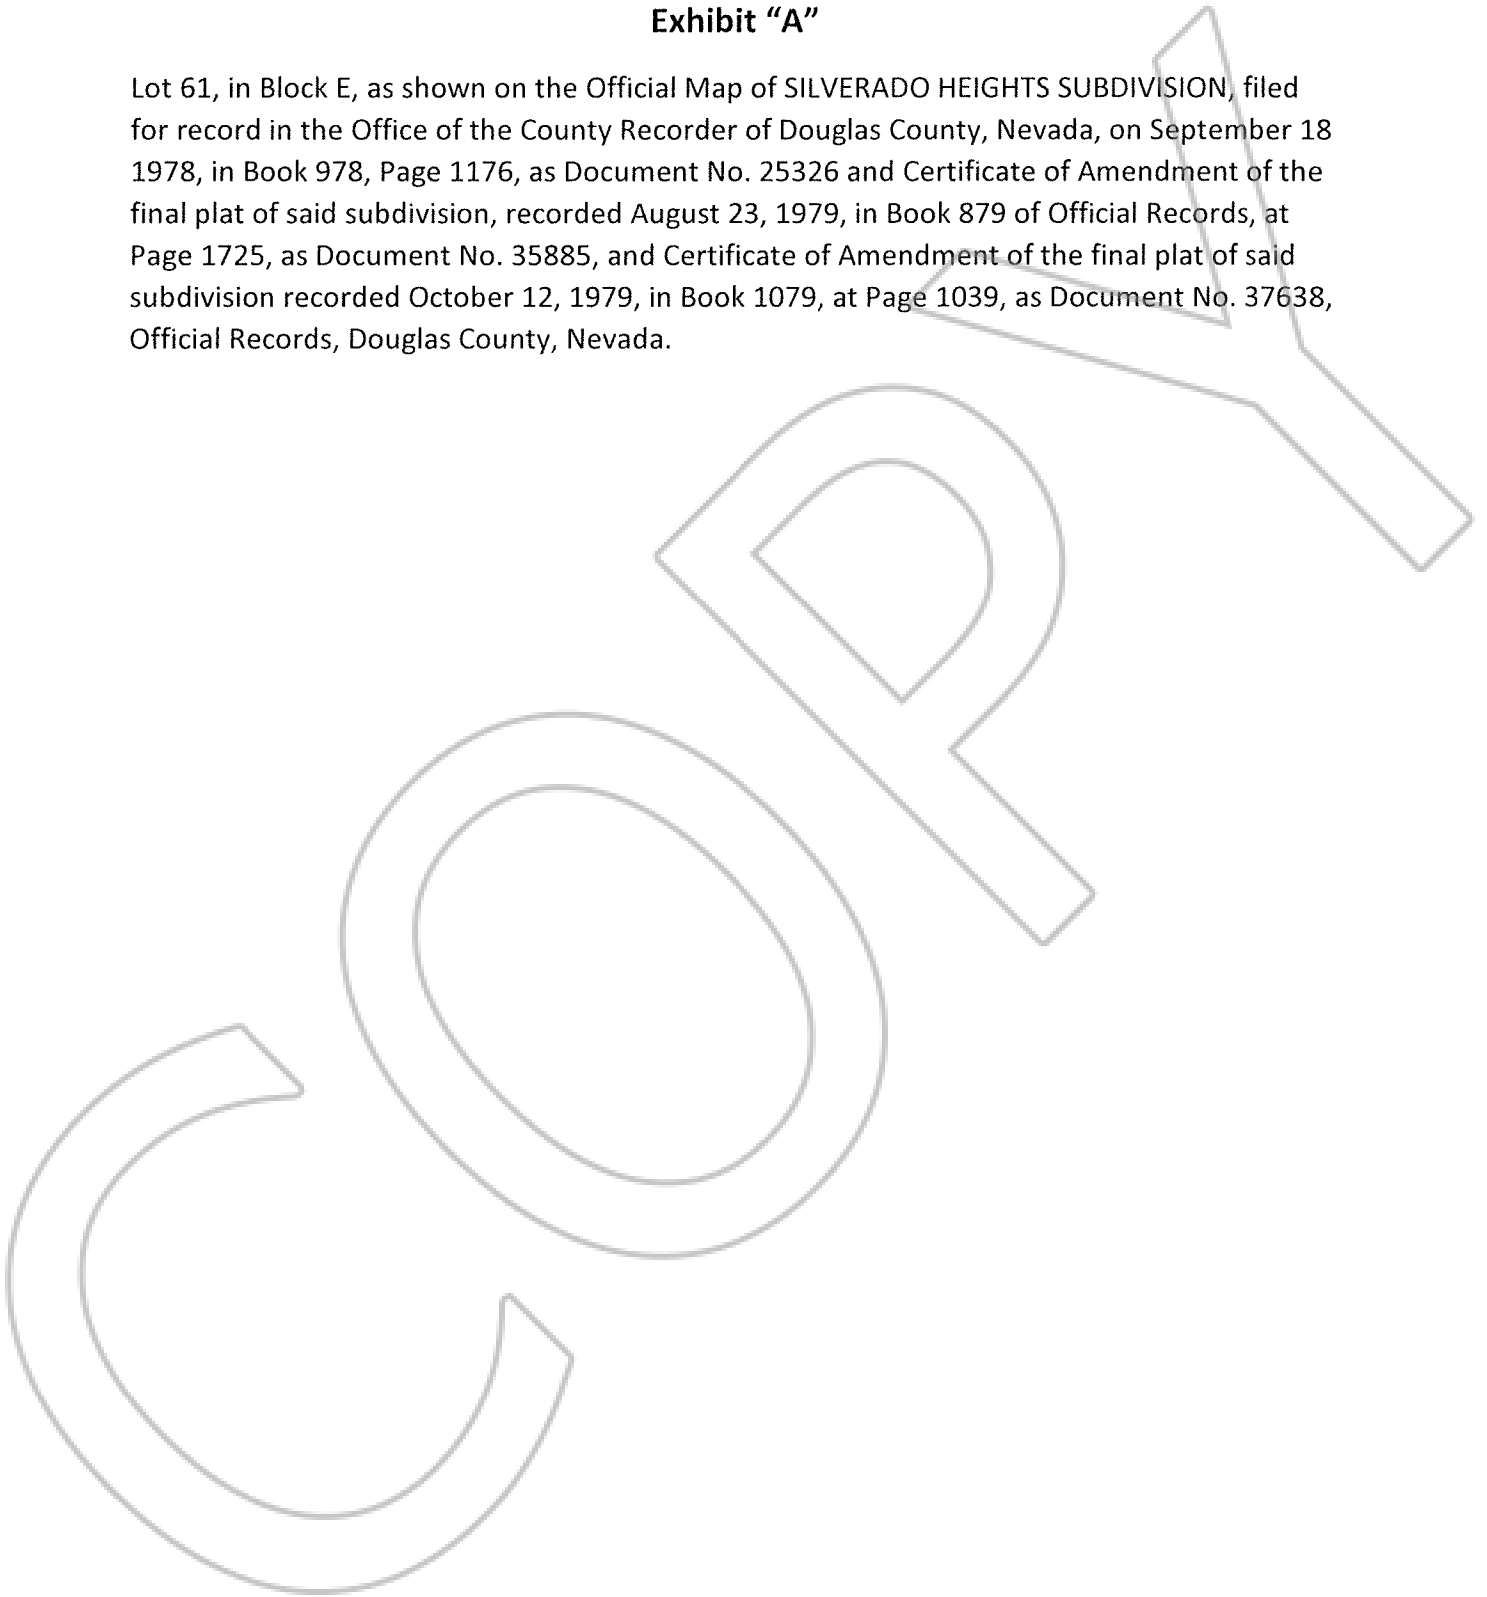 Exhibit “A”
Lot 61, in Block E, as shown on the Official Map of SILVERADO HEIGHTS SUBDIVISION, filed
for record in the Office of the County Recorder of Douglas County, Nevada, on September 18
1978, in Book 978, Page 1176, as Document No. 25326 and Certificate of Amendment of the
final plat of said subdivision, recorded August 23, 1979, in Book 879 of Official Records, at
Page 1725, as Document No. 35885, and Certificate of Amendment of the final plat of said
subdivision recorded October 12, 1979, in Book 1079, at Page 1039, as Document No. 37638,
Official Records, Douglas County, Nevada.
COPY